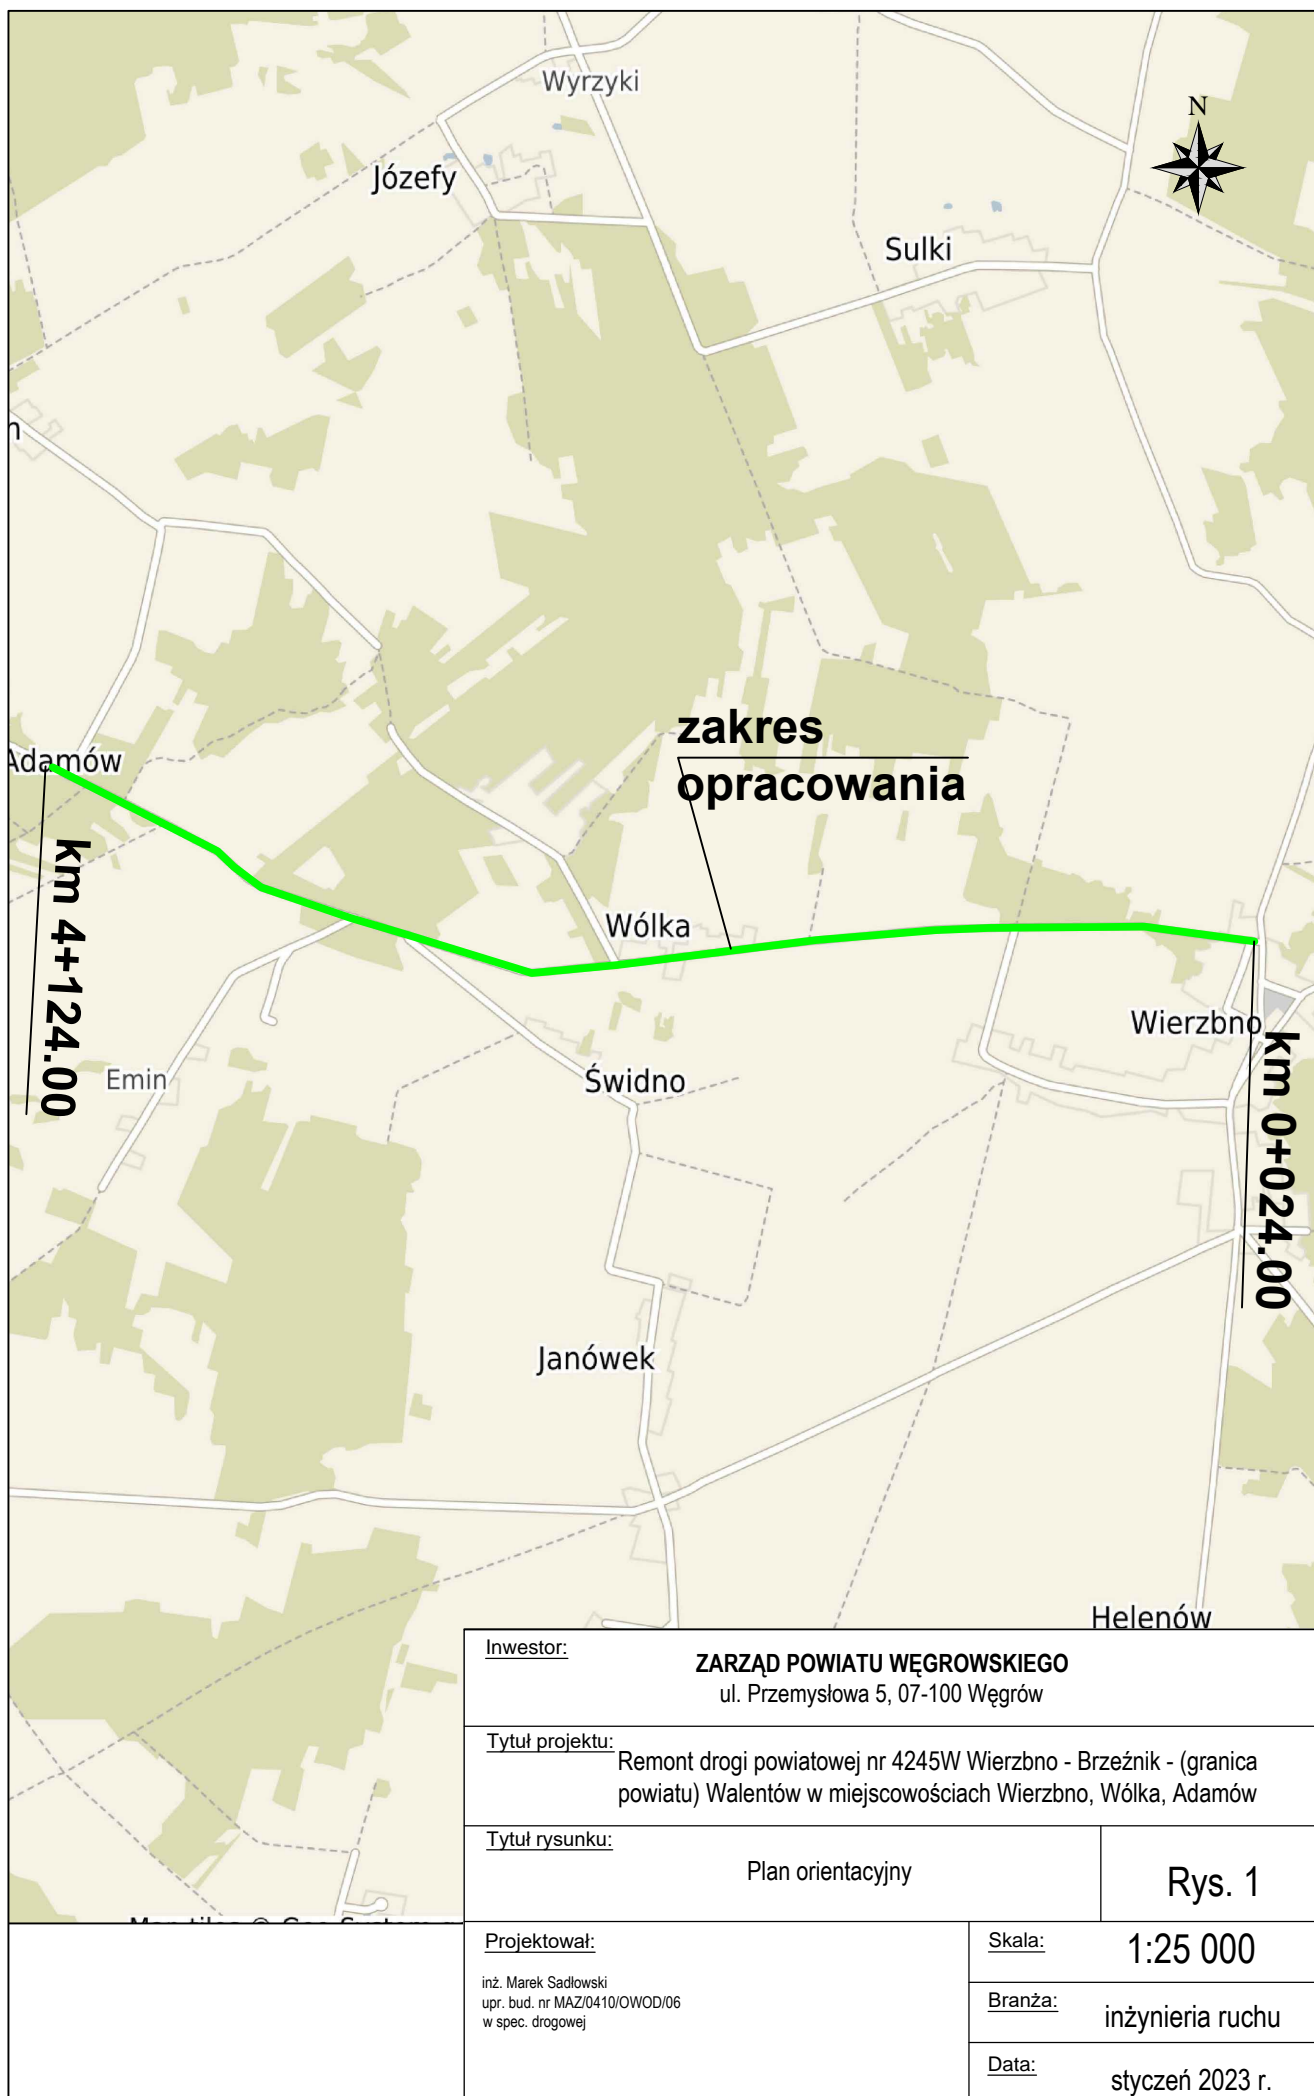 Wyrzyki
N
Józefy
Sulki
n
zakres
opracowania
Adamów
km 4+124.00
Wólka
Wierzbno
km 0+024.00
Emin
Świdno
Janówek
Helenów
Inwestor:
ZARZĄD POWIATU WĘGROWSKIEGO
ul. Przemysłowa 5, 07-100 Węgrów
Tytuł projektu:
Remont drogi powiatowej nr 4245W Wierzbno - Brzeźnik - (granica
powiatu) Walentów w miejscowościach Wierzbno, Wólka, Adamów
Tytuł rysunku:
Plan orientacyjny
Rys. 1
Projektował:
inż. Marek Sadłowski
upr. bud. nr MAZ/0410/OWOD/06
w spec. drogowej
Skala:
1:25 000
Branża:
inżynieria ruchu
Data:
styczeń 2023 r.